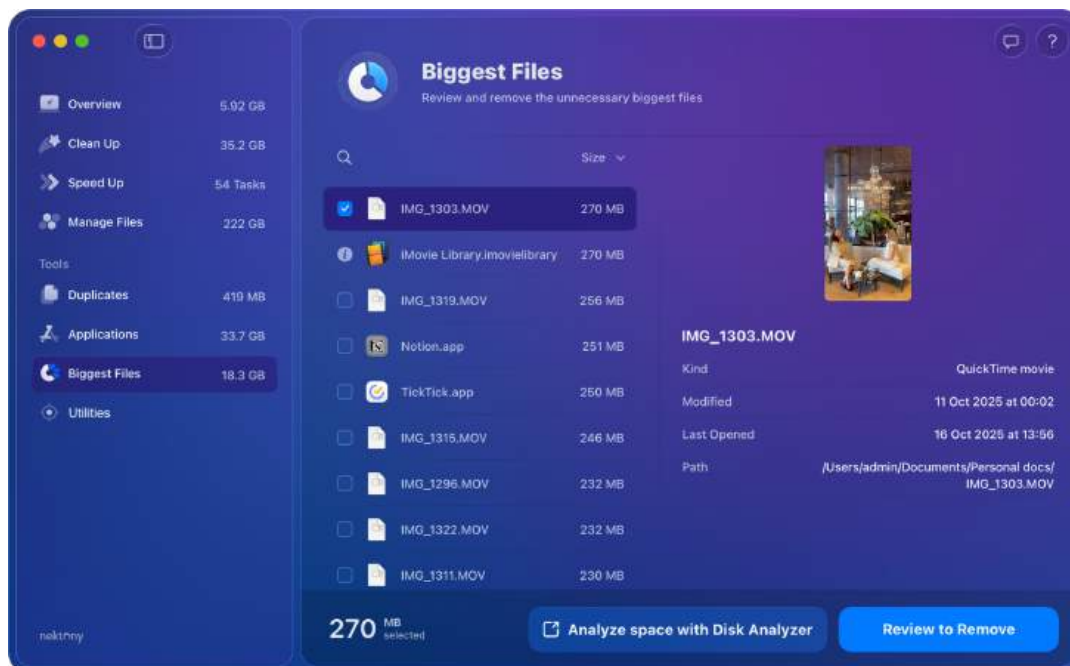 Overview 5.92 GB
Clean Up 35.2 GB
Speed Up 54 Tasks
Manage Files 222 GB
Tools
Duplicates 419 MB
Applications 33.7 GB
Biggest Files 18.3 GB
Utilities
nektony
Biggest Files
Review and remove the unnecessary biggest files
?
Size
IMG_1303.MOV 270 MB
iMovie Library.imovielibrary 270 MB
IMG_1319.MOV 256 MB
Notion.app 251 MB
TickTick.app 250 MB
IMG_1315.MOV 246 MB
IMG_1296.MOV 232 MB
IMG_1322.MOV 232 MB
IMG_1311.MOV 230 MB
IMG_1303.MOV
Kind QuickTime movie
Modified 11 Oct 2025 at 00:02
Last Opened 16 Oct 2025 at 13:56
Path /Users/admin/Documents/Personal docs/
IMG_1303.MOV
270 MB selected
Analyze space with Disk Analyzer
Review to Remove